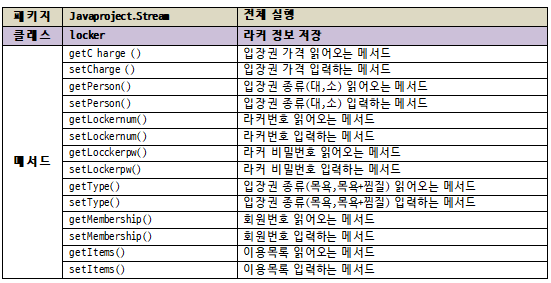 패키지 Javaproject.Stream 전체 실행
클래스 locker 라커 정보 저장
메서드
getC harge () 입장권 가격 읽어오는 메서드
setCharge () 입장권 가격 입력하는 메서드
getPerson() 입장권 종류(대,소) 읽어오는 메서드
setPerson() 입장권 종류(대,소) 입력하는 메서드
getLockernum() 라커번호 읽어오는 메서드
setLockernum() 라커번호 입력하는 메서드
getLocckerpw() 라커 비밀번호 읽어오는 메서드
setLockerpw() 라커 비밀번호 입력하는 메서드
getType() 입장권 종류(목욕,목욕+찜질) 읽어오는 메서드
setType() 입장권 종류(목욕,목욕+찜질) 입력하는 메서드
getMembership() 회원번호 읽어오는 메서드
setMembership() 회원번호 입력하는 메서드
getItems() 이용목록 읽어오는 메서드
setItems() 이용목록 입력하는 메서드